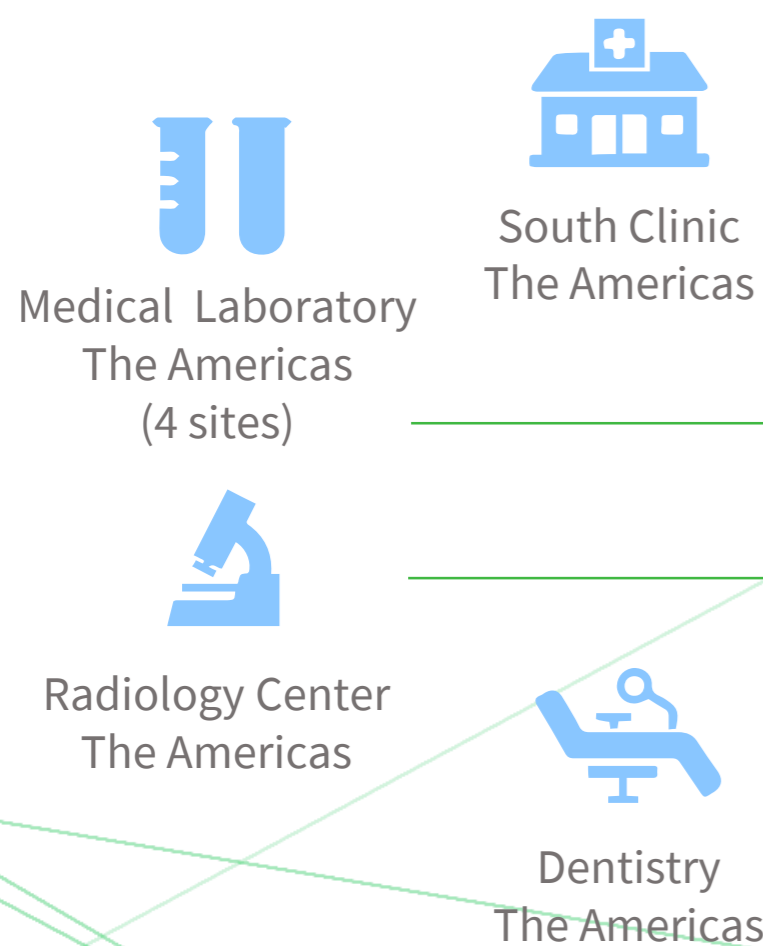 South Clinic
The Americas
Medical  Laboratory
The Americas
(4 sites)
Radiology Center
The Americas
Dentistry
The Americas